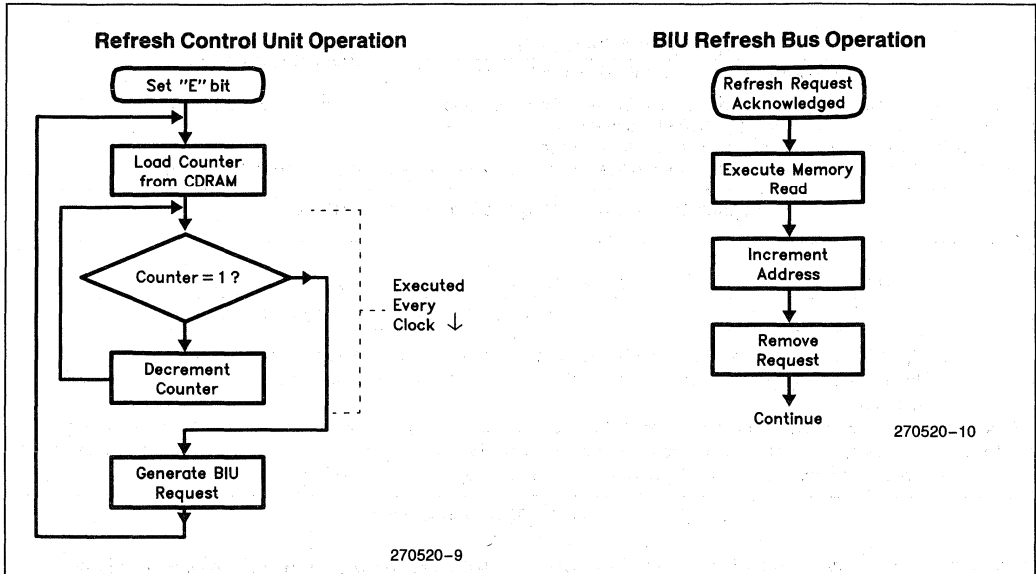 Refresh Control Unit Operation
Set "E" bit
Load Counter
from CDRAM
Counter = 1 ?
Executed
Every
Clock ↓
Decrement
Counter
Generate BIU
Request
270520-9
BIU Refresh Bus Operation
Refresh Request
Acknowledged
Execute Memory
Read
Increment
Address
Remove
Request
Continue
270520-10